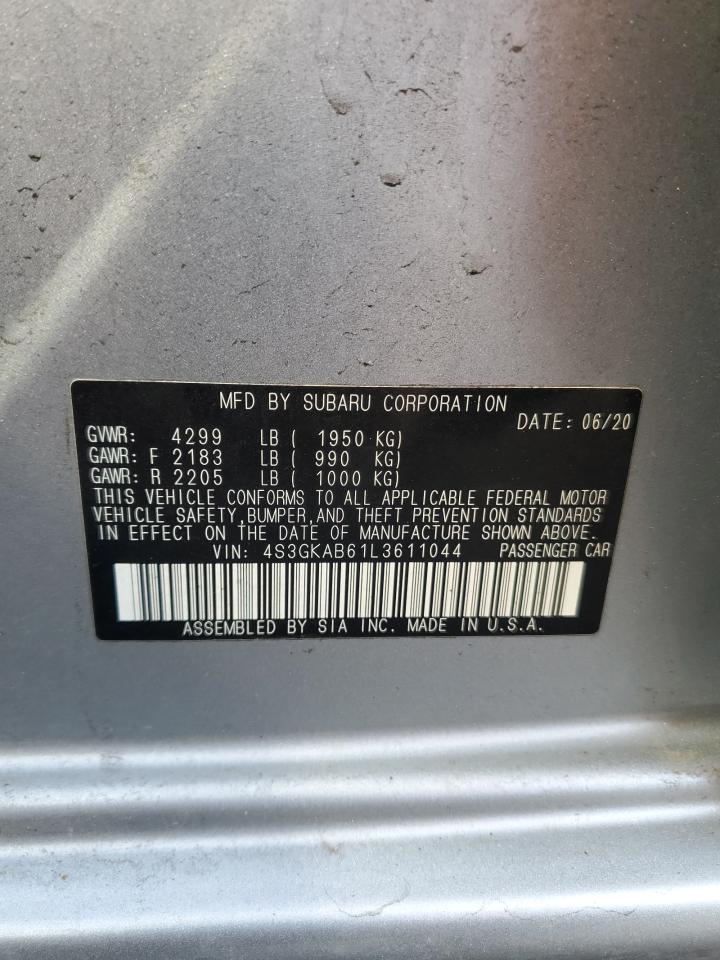 MFD BY SUBARU CORPORATION
DATE: 06/20
GVWR: 4299 LB ( 1950 KG)
GAWR: F 2183 LB ( 990 KG)
GAWR: R 2205 LB ( 1000 KG)
THIS VEHICLE CONFORMS TO ALL APPLICABLE FEDERAL MOTOR
VEHICLE SAFETY, BUMPER, AND THEFT PREVENTION STANDARDS
IN EFFECT ON THE DATE OF MANUFACTURE SHOWN ABOVE.
VIN: 4S3GKAB61L3611044 PASSENGER CAR
ASSEMBLED BY SIA INC. MADE IN U.S.A.